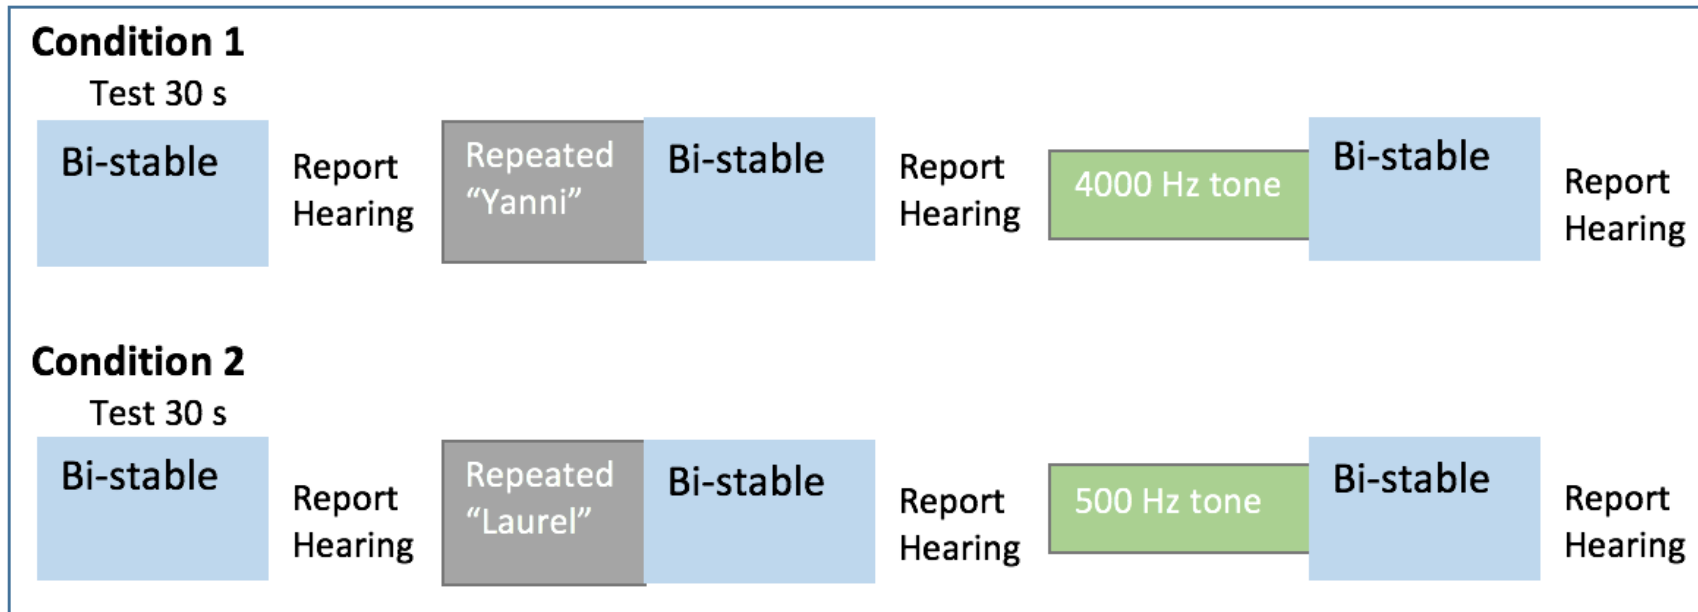 Condition 1
Test 30 s
Bi-stable
Report
Hearing
Repeated
“Yanni”
Bi-stable
Report
Hearing
4000 Hz tone
Bi-stable
Report
Hearing
Condition 2
Test 30 s
Bi-stable
Report
Hearing
Repeated
“Laurel”
Bi-stable
Report
Hearing
500 Hz tone
Bi-stable
Report
Hearing